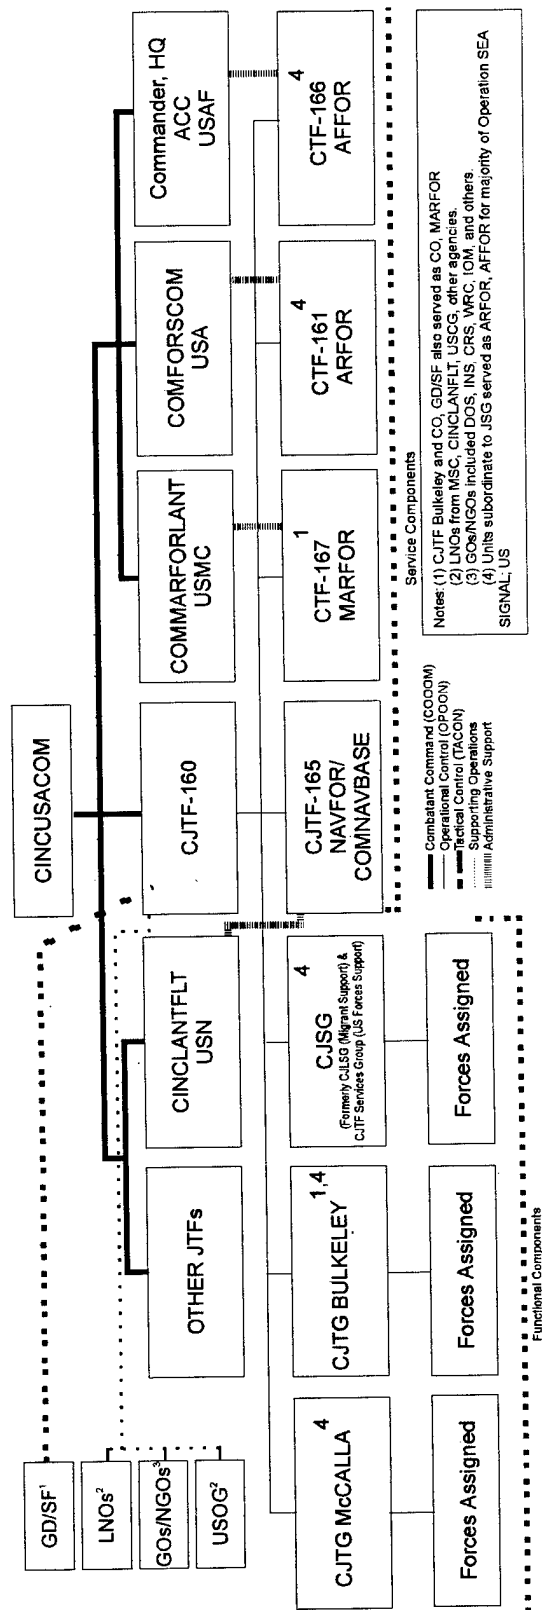 CINCUSACOM
GD/SF¹
LNOs²
GOs/NGOs³
USOG²
OTHER JTFs
CINCLANTFLT
USN
CJTF-160
COMMARFORLANT
USMC
COMFORSCOM
USA
Commander, HQ
ACC
USAF
CJTG McCALLA 4
CJTG BULKELEY 1,4
CJSG 4
(Formerly CJLSG (Migrant Support) &
CJTF Services Group (US Forces Support)
CJTF-165
NAVFOR/
COMNAVBASE
CTF-167 1
MARFOR
CTF-161 4
ARFOR
CTF-166 4
AFFOR
Forces Assigned
Forces Assigned
Forces Assigned
Functional Components
Service Components
Combatant Command (COOOM)
Operational Control (OPOON)
Tactical Control (TACON)
Supporting Operations
Administrative Support
Notes: (1) CJTF Bulkeley and CO, GD/SF also served as CO, MARFOR
(2) LNOs from MSC, CINCLANFLT, USCG, other agencies.
(3) GOs/NGOs included DOS, INS, CRS, WRC, IOM, and others.
(4) Units subordinate to JSG served as ARFOR, AFFOR for majority of Operation SEA
SIGNAL; US